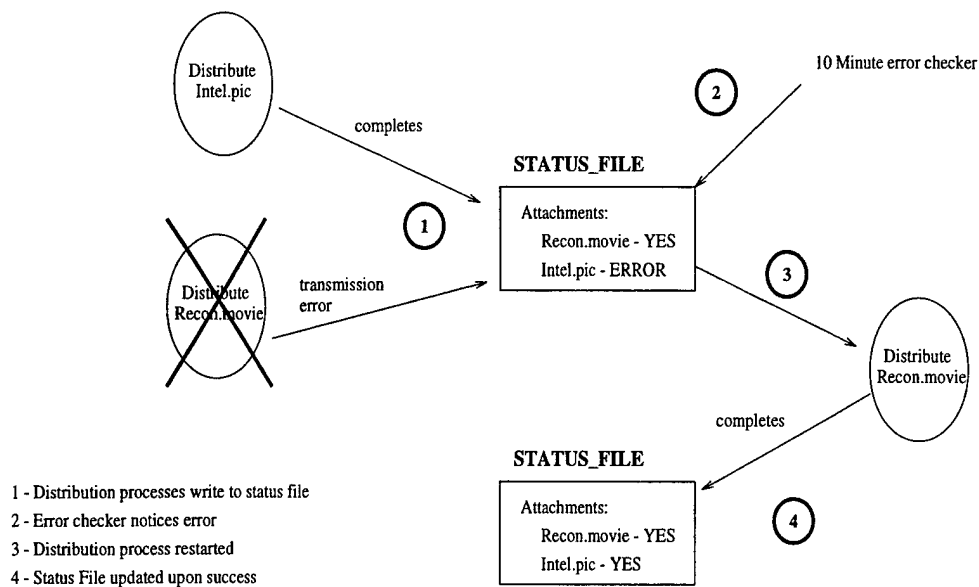 Distribute
Intel.pic
completes
10 Minute error checker
2
STATUS_FILE
Attachments:
Recon.movie - YES
Intel.pic - ERROR
1
Distribute
Recon.movie
transmission
error
3
Distribute
Recon.movie
completes
STATUS_FILE
Attachments:
Recon.movie - YES
Intel.pic - YES
4
1 - Distribution processes write to status file
2 - Error checker notices error
3 - Distribution process restarted
4 - Status File updated upon success